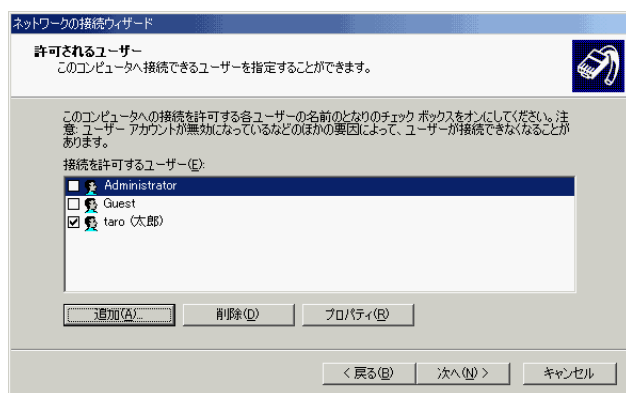 ネットワークの接続ウィザード
許可されるユーザー
このコンピュータへ接続できるユーザーを指定することができます。
このコンピュータへの接続を許可する各ユーザーの名前のとなりのチェック ボックスをオンにしてください。注
意: ユーザー アカウントが無効になっているなどのほかの要因によって、ユーザーが接続できなくなることが
あります。
接続を許可するユーザー(E):
Administrator
Guest
taro (太郎)
追加(A)... 削除(D) プロパティ(R)
< 戻る(B) 次へ(N) > キャンセル